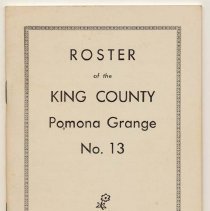 ROSTER
of the
KING COUNTY
Pomona Grange
No. 13